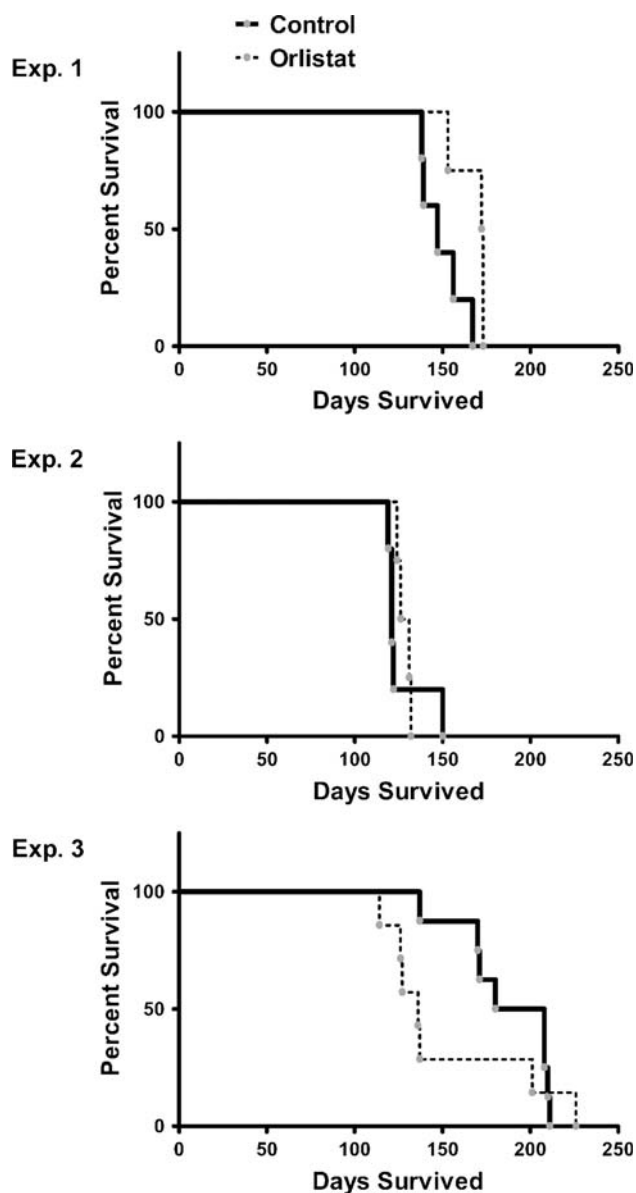 Control
Orlistat
Exp. 1
Percent Survival
100
50
0
0 50 100 150 200 250
Days Survived
Exp. 2
Percent Survival
100
50
0
0 50 100 150 200 250
Days Survived
Exp. 3
Percent Survival
100
50
0
0 50 100 150 200 250
Days Survived